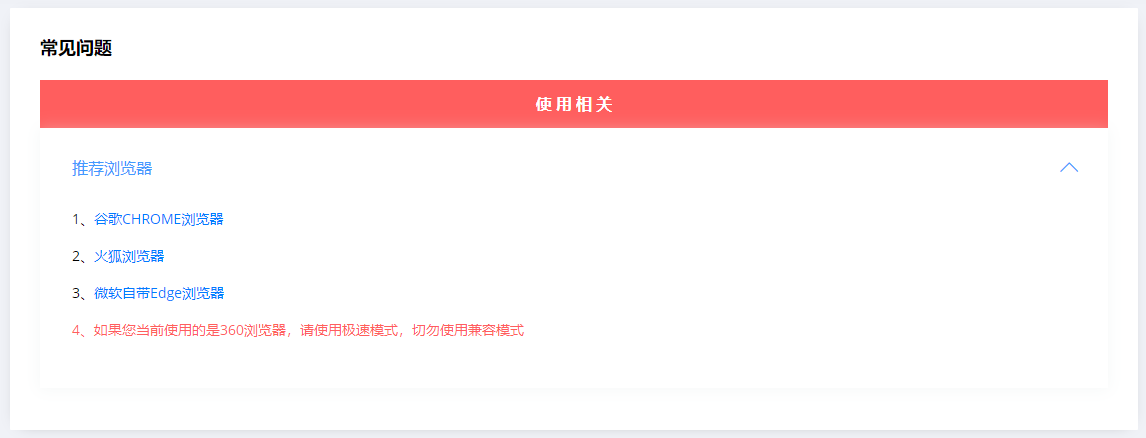 常见问题
使用相关
推荐浏览器
1、谷歌CHROME浏览器
2、火狐浏览器
3、微软自带Edge浏览器
4、如果您当前使用的是360浏览器，请使用极速模式，切勿使用兼容模式